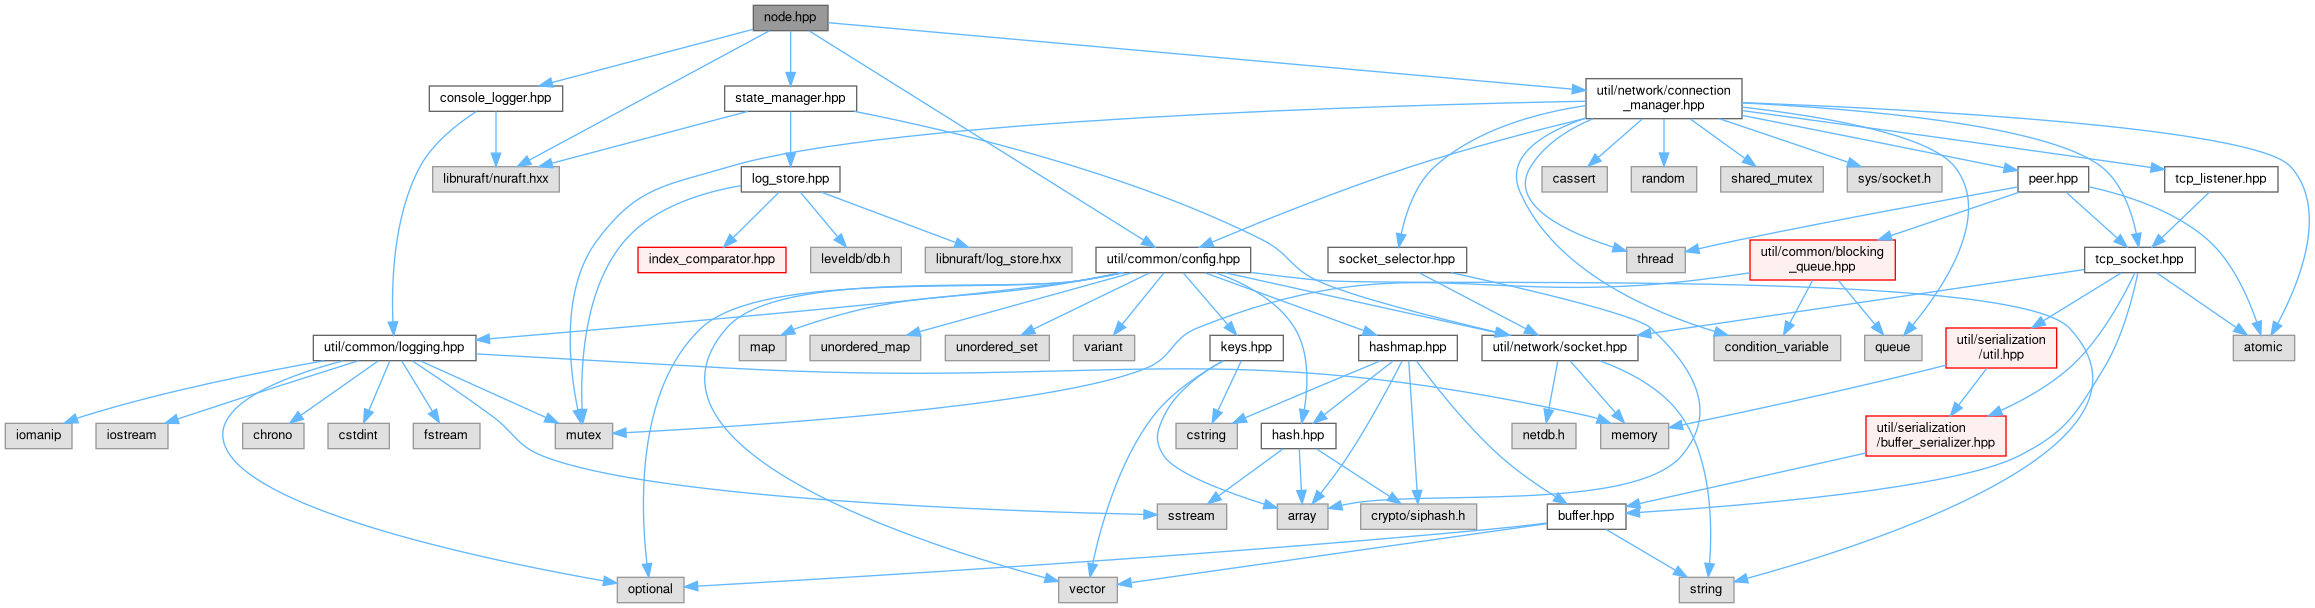 node.hpp
console_logger.hpp
state_manager.hpp
util/network/connection
_manager.hpp
libnuraft/nuraft.hxx
log_store.hpp
cassert
random
shared_mutex
sys/socket.h
peer.hpp
tcp_listener.hpp
index_comparator.hpp
leveldb/db.h
libnuraft/log_store.hxx
util/common/config.hpp
socket_selector.hpp
thread
util/common/blocking
_queue.hpp
tcp_socket.hpp
util/common/logging.hpp
map
unordered_map
unordered_set
variant
keys.hpp
hashmap.hpp
util/network/socket.hpp
condition_variable
queue
util/serialization
/util.hpp
atomic
iomanip
iostream
chrono
cstdint
fstream
mutex
cstring
hash.hpp
netdb.h
memory
util/serialization
/buffer_serializer.hpp
sstream
array
crypto/siphash.h
buffer.hpp
optional
vector
string